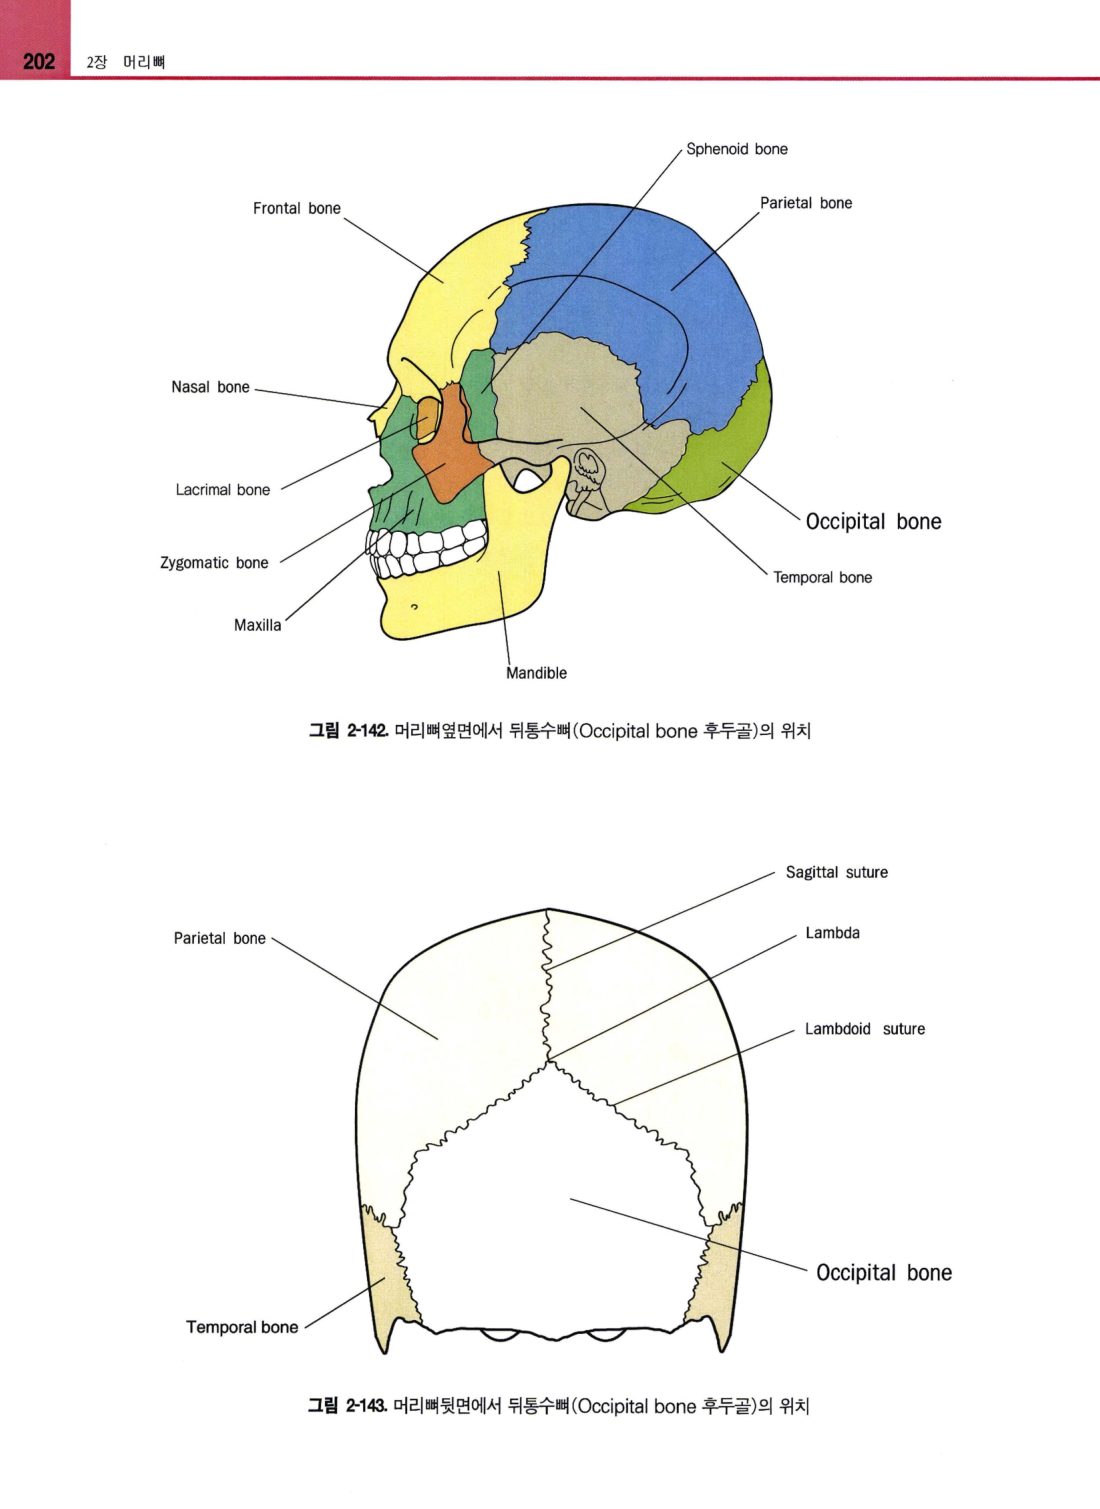 202 2장 머리뼈
Sphenoid bone
Frontal bone
Parietal bone
Nasal bone
Lacrimal bone
Occipital bone
Zygomatic bone
Temporal bone
Maxilla
Mandible
그림 2-142. 머리뼈옆면에서 뒤통수뼈(Occipital bone 후두골)의 위치
Sagittal suture
Parietal bone
Lambda
Lambdoid suture
Occipital bone
Temporal bone
그림 2-143. 머리뼈뒷면에서 뒤통수뼈(Occipital bone 후두골)의 위치